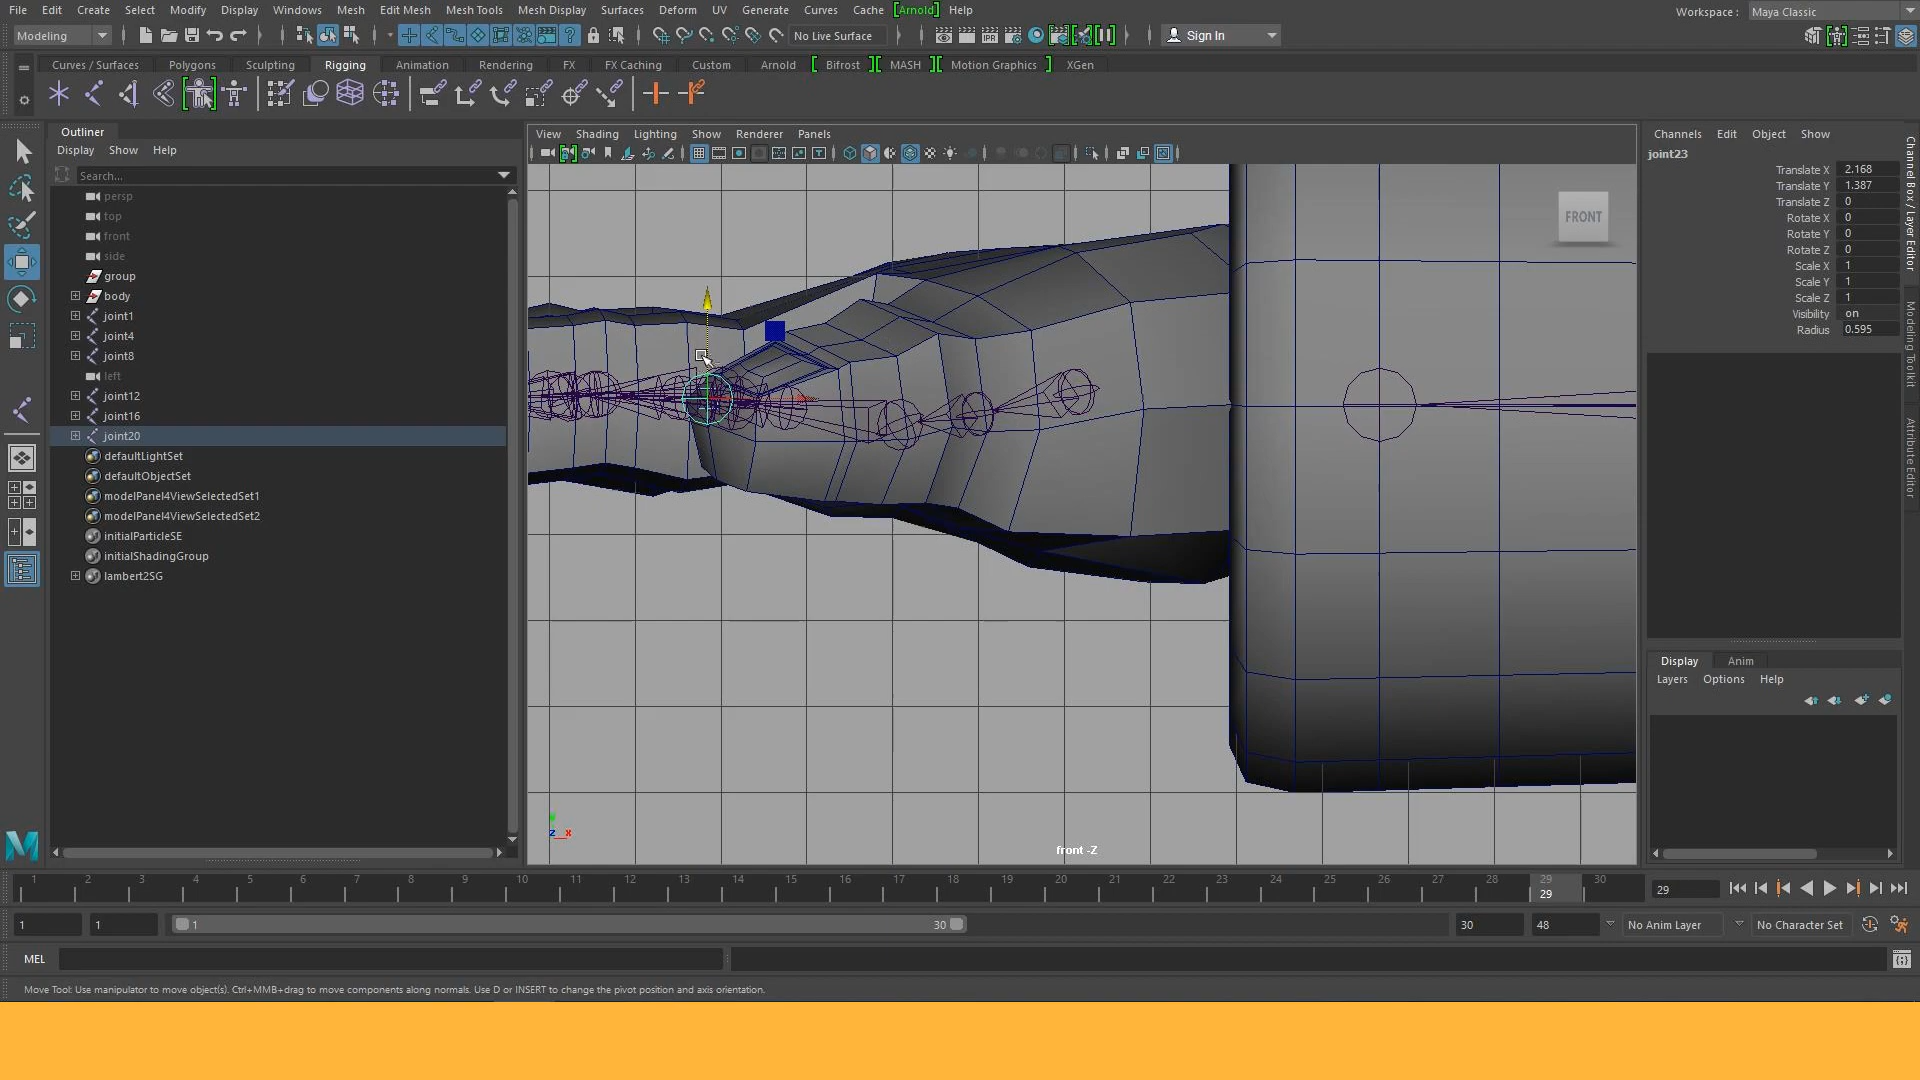 File Edit Create Select Modify Display Windows Mesh Edit Mesh Mesh Tools Mesh Display Surfaces Deform UV Generate Curves Cache [Arnold] Help
Workspace : Maya Classic
Modeling
No Live Surface
Sign In
Curves / Surfaces Polygons Sculpting Rigging Animation Rendering FX FX Caching Custom Arnold Bifrost MASH Motion Graphics XGen
Outliner
Display Show Help
Search...
persp
top
front
side
group
body
joint1
joint4
joint8
left
joint12
joint16
joint20
defaultLightSet
defaultObjectSet
modelPanel4ViewSelectedSet1
modelPanel4ViewSelectedSet2
initialParticleSE
initialShadingGroup
lambert2SG
View Shading Lighting Show Renderer Panels
FRONT
z x
front -Z
Channels Edit Object Show
joint23
Translate X 2.168
Translate Y 1.387
Translate Z 0
Rotate X 0
Rotate Y 0
Rotate Z 0
Scale X 1
Scale Y 1
Scale Z 1
Visibility on
Radius 0.595
Channel Box / Layer Editor
Modeling Toolkit
Attribute Editor
Display Anim
Layers Options Help
1 2 3 4 5 6 7 8 9 10 11 12 13 14 15 16 17 18 19 20 21 22 23 24 25 26 27 28 29 30
29
29
1 1 1 30 30 48 No Anim Layer No Character Set
MEL
Move Tool: Use manipulator to move object(s). Ctrl+MMB+drag to move components along normals. Use D or INSERT to change the pivot position and axis orientation.